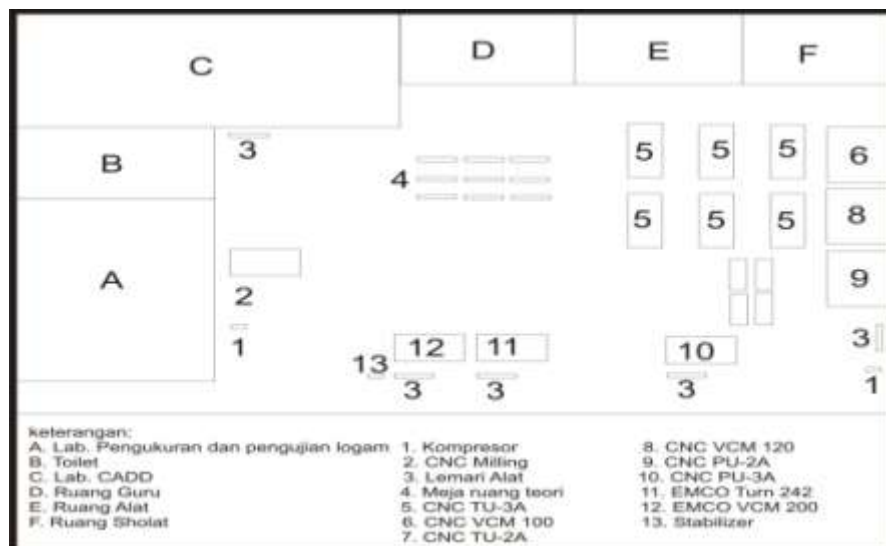 C
D
E
F
B
3
4
5
5
5
6
5
5
5
8
A
2
9
1
13
12
11
10
3
3
3
3
1
keterangan:
A. Lab. Pengukuran dan pengujian logam
B. Toilet
C. Lab. CADD
D. Ruang Guru
E. Ruang Alat
F. Ruang Sholat
1. Kompresor
2. CNC Milling
3. Lemari Alat
4. Meja ruang teori
5. CNC TU-3A
6. CNC VCM 100
7. CNC TU-2A
8. CNC VCM 120
9. CNC PU-2A
10. CNC PU-3A
11. EMCO Turn 242
12. EMCO VCM 200
13. Stabilizer